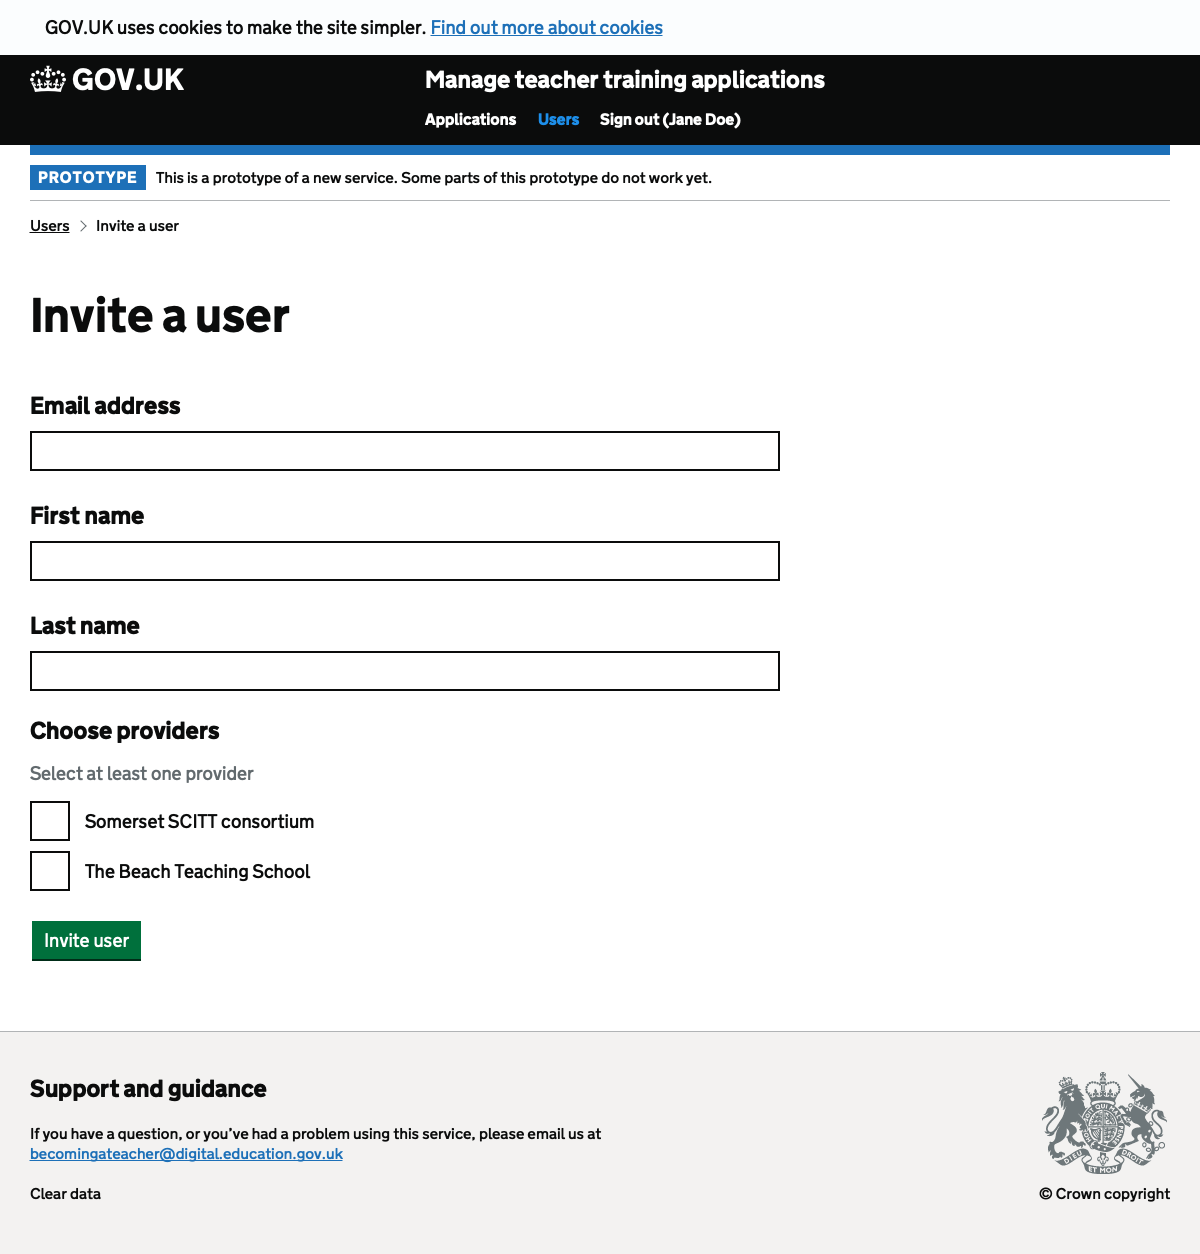 GOV.UK uses cookies to make the site simpler. Find out more about cookies
GOV.UK
Manage teacher training applications
Applications Users Sign out (Jane Doe)
PROTOTYPE This is a prototype of a new service. Some parts of this prototype do not work yet.
Users Invite a user
Invite a user
Email address
First name
Last name
Choose providers
Select at least one provider
Somerset SCITT consortium
The Beach Teaching School
Invite user
Support and guidance
If you have a question, or you’ve had a problem using this service, please email us at
becomingateacher@digital.education.gov.uk
Clear data
DIEU ET MON DROIT
© Crown copyright